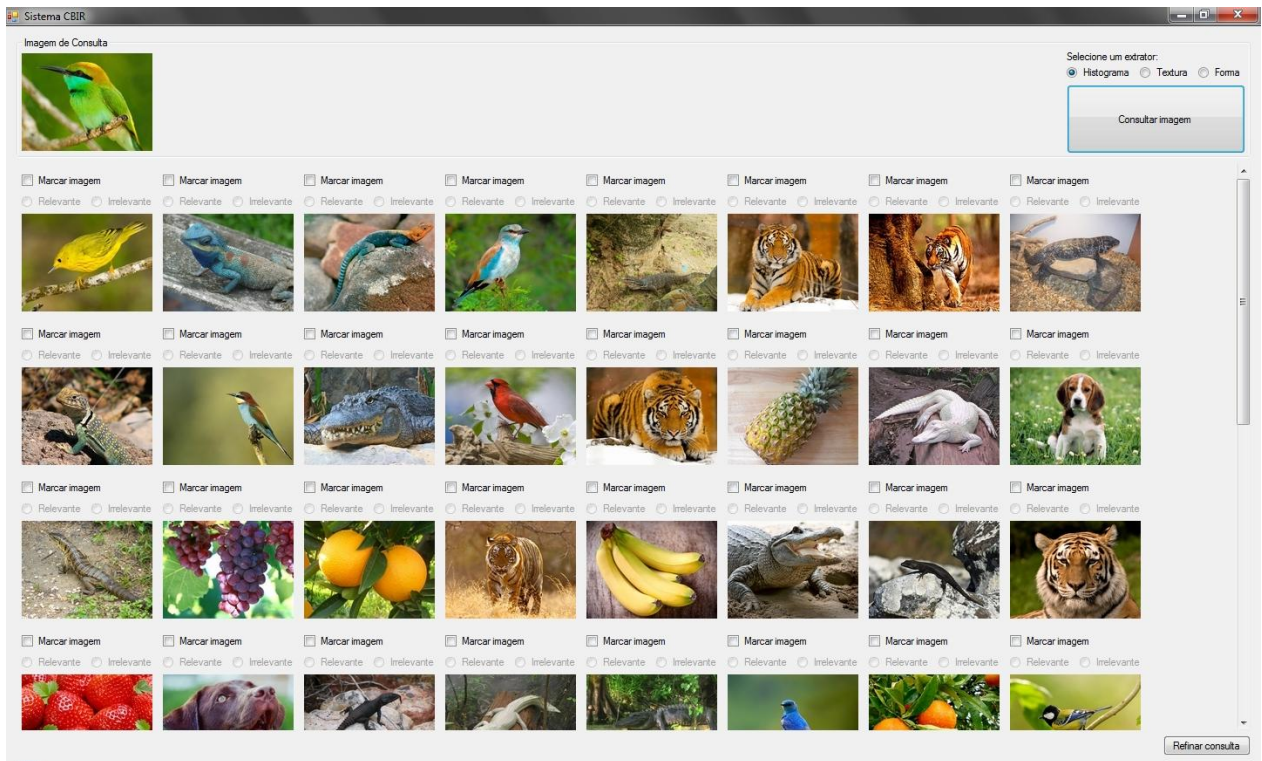 Sistema CBIR
Imagem de Consulta
Selecione um extrator:
Histograma Textura Forma
Consultar imagem
Marcar imagem Marcar imagem Marcar imagem Marcar imagem Marcar imagem Marcar imagem Marcar imagem Marcar imagem
Relevante Irrelevante Relevante Irrelevante Relevante Irrelevante Relevante Irrelevante Relevante Irrelevante Relevante Irrelevante Relevante Irrelevante Relevante Irrelevante
Marcar imagem Marcar imagem Marcar imagem Marcar imagem Marcar imagem Marcar imagem Marcar imagem Marcar imagem
Relevante Irrelevante Relevante Irrelevante Relevante Irrelevante Relevante Irrelevante Relevante Irrelevante Relevante Irrelevante Relevante Irrelevante Relevante Irrelevante
Marcar imagem Marcar imagem Marcar imagem Marcar imagem Marcar imagem Marcar imagem Marcar imagem Marcar imagem
Relevante Irrelevante Relevante Irrelevante Relevante Irrelevante Relevante Irrelevante Relevante Irrelevante Relevante Irrelevante Relevante Irrelevante Relevante Irrelevante
Marcar imagem Marcar imagem Marcar imagem Marcar imagem Marcar imagem Marcar imagem Marcar imagem Marcar imagem
Relevante Irrelevante Relevante Irrelevante Relevante Irrelevante Relevante Irrelevante Relevante Irrelevante Relevante Irrelevante Relevante Irrelevante Relevante Irrelevante
Refinar consulta